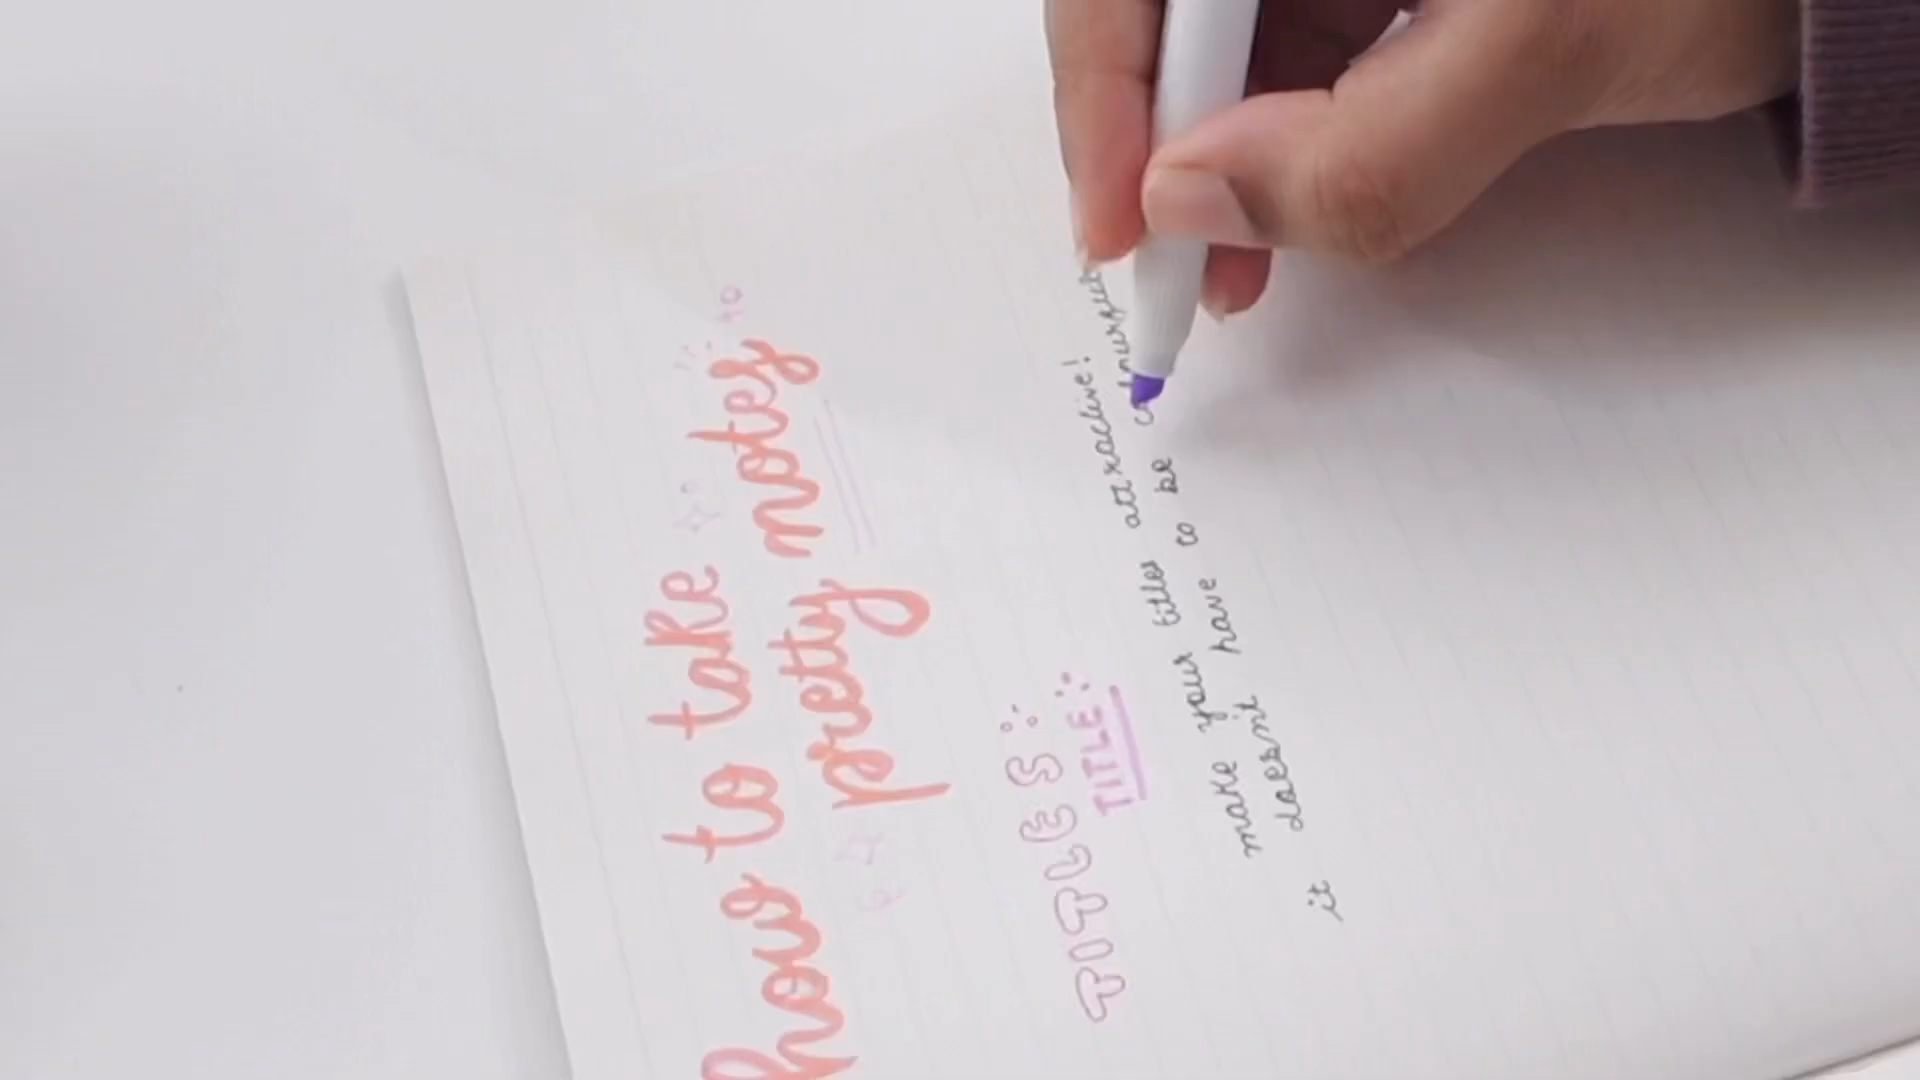 how to take
pretty notes
TITLES:
TITLE:
make your titles attractive!
it doesn't have to be